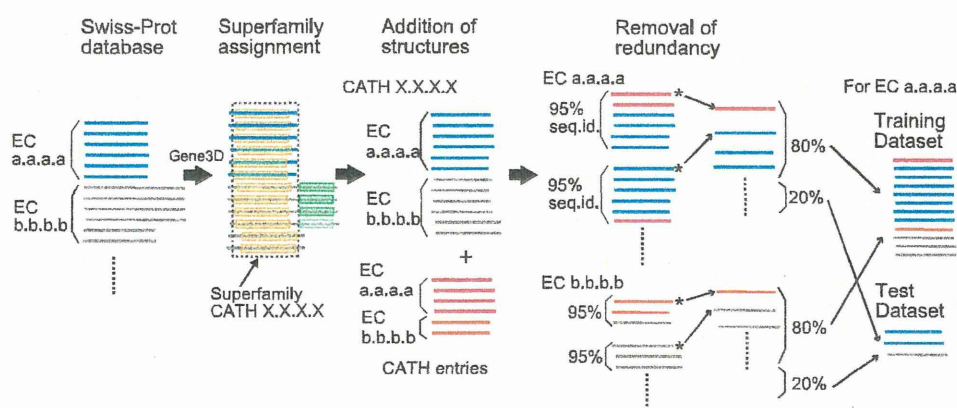 Swiss-Prot
database
Superfamily
assignment
Addition of
structures
Removal of
redundancy
EC
a.a.a.a
EC
b.b.b.b
Gene3D
Superfamily
CATH X.X.X.X
CATH X.X.X.X
EC
a.a.a.a
EC
b.b.b.b
+
EC
a.a.a.a
EC
b.b.b.b
CATH entries
EC a.a.a.a
95%
seq.id.
*
95%
seq.id.
*
80%
20%
EC b.b.b.b
95%
*
95%
*
80%
20%
For EC a.a.a.a
Training
Dataset
Test
Dataset